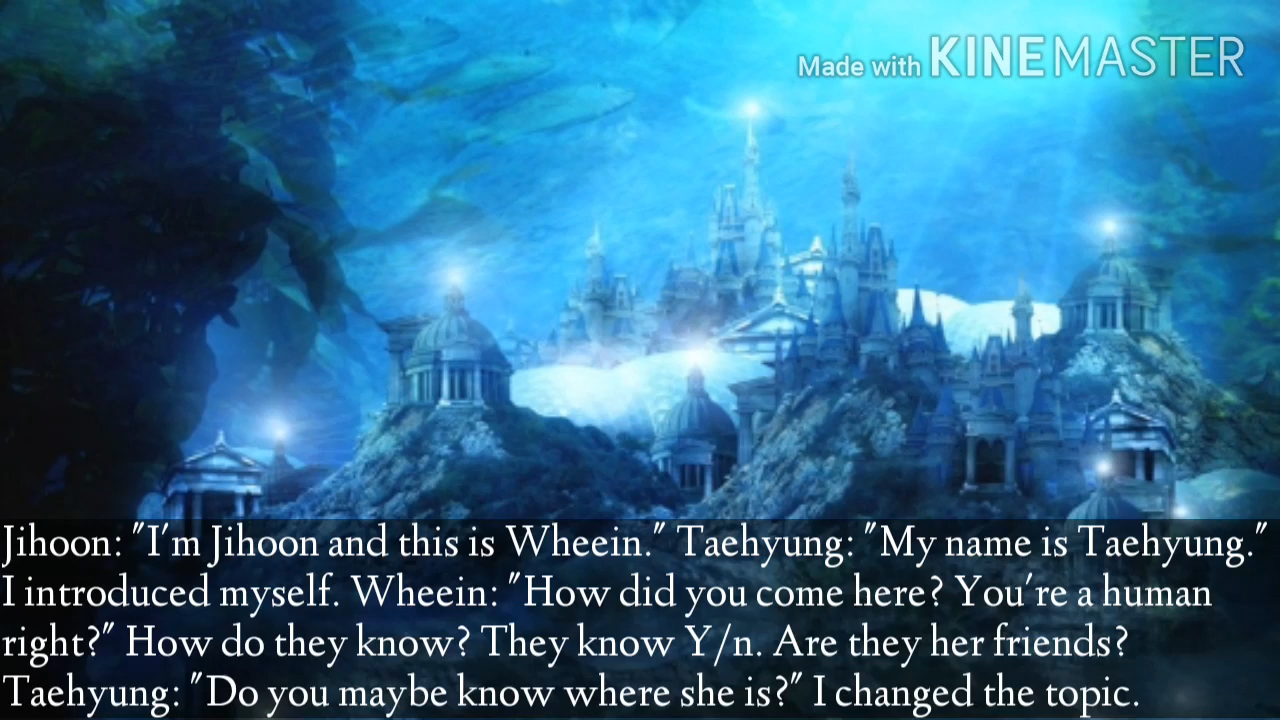 Made with KINEMASTER
Jihoon: "I'm Jihoon and this is Wheein." Taehyung: "My name is Taehyung."
I introduced myself. Wheein: "How did you come here? You're a human
right?" How do they know? They know Y/n. Are they her friends?
Taehyung: "Do you maybe know where she is?" I changed the topic.